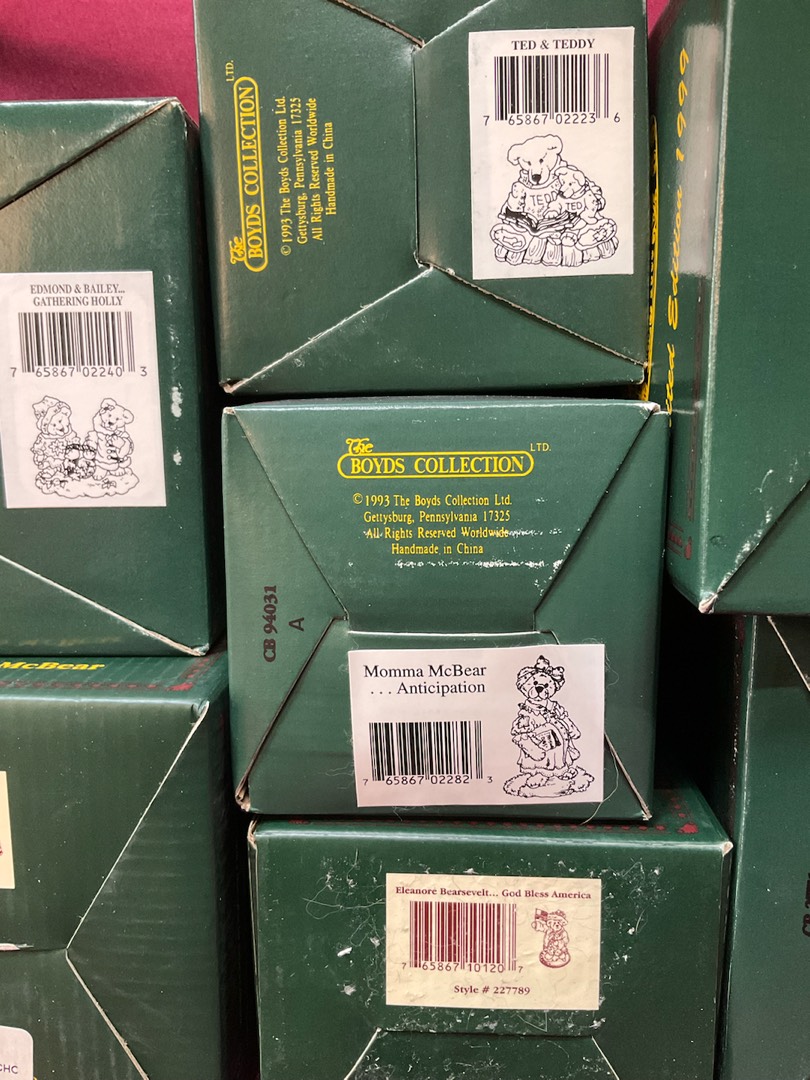 TED & TEDDY
7 65867 02223 6
TEDDY
TED
The
BOYDS COLLECTION
LTD.
© 1993 The Boyds Collection Ltd.
Gettysburg, Pennsylvania 17325
All Rights Reserved Worldwide
Handmade in China
Edition 1999
EDMOND & BAILEY...
GATHERING HOLLY
7 65867 02240 3
The
BOYDS COLLECTION
LTD.
© 1993 The Boyds Collection Ltd.
Gettysburg, Pennsylvania 17325
All Rights Reserved Worldwide
Handmade in China
CB 94031
A
Momma McBear
. . . Anticipation
7 65867 02282 3
McBear
Eleanore Bearsevelt... God Bless America
7 65867 10120 7
Style # 227789
CHC